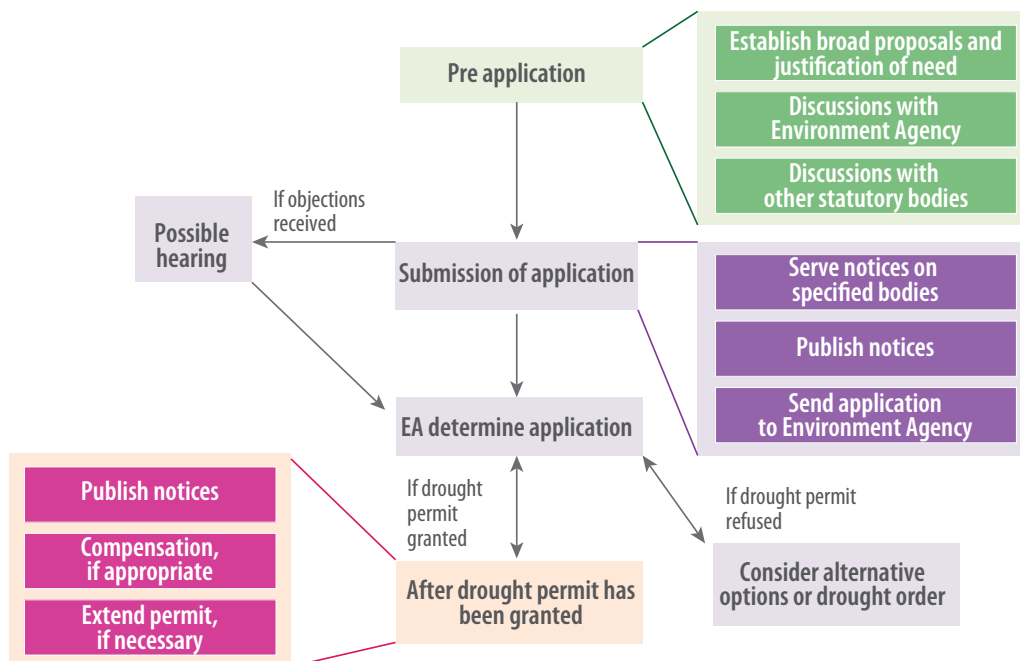 Pre application
Establish broad proposals and
justification of need
Discussions with
Environment Agency
Discussions with
other statutory bodies
If objections
received
Possible
hearing
Submission of application
Serve notices on
specified bodies
Publish notices
Send application
to Environment Agency
EA determine application
If drought
permit
granted
If drought permit
refused
Publish notices
Compensation,
if appropriate
Extend permit,
if necessary
After drought permit has
been granted
Consider alternative
options or drought order